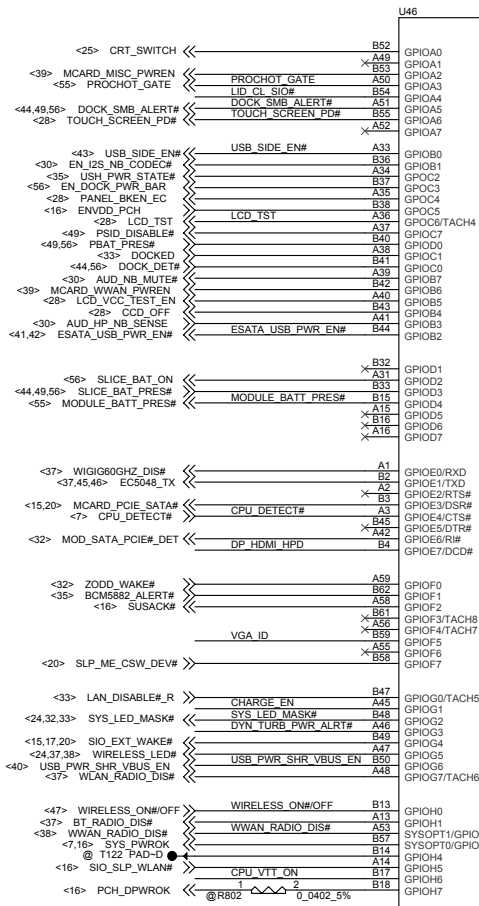 U46
<25> CRT_SWITCH B52 GPIOA0
A49 GPIOA1
<39> MCARD_MISC_PWREN B53 GPIOA2
<55> PROCHOT_GATE PROCHOT_GATE A50 GPIOA3
LID_CL_SIO# B54 GPIOA4
<44,49,56> DOCK_SMB_ALERT# DOCK_SMB_ALERT# A51 GPIOA5
<28> TOUCH_SCREEN_PD# TOUCH_SCREEN_PD# B55 GPIOA6
A52 GPIOA7
<43> USB_SIDE_EN# USB_SIDE_EN# A33 GPIOB0
<30> EN_I2S_NB_CODEC# B36 GPIOB1
<35> USH_PWR_STATE# A34 GPOC2
<56> EN_DOCK_PWR_BAR B37 GPOC3
<28> PANEL_BKEN_EC A35 GPOC4
<16> ENVDD_PCH B38 GPOC5
<28> LCD_TST LCD_TST A36 GPOC6/TACH4
<49> PSID_DISABLE# A37 GPIOC7
<49,56> PBAT_PRES# B40 GPIOD0
<33> DOCKED A38 GPIOC1
<44,56> DOCK_DET# B41 GPIOC0
<30> AUD_NB_MUTE# A39 GPIOB7
<39> MCARD_WWAN_PWREN B42 GPIOB6
<28> LCD_VCC_TEST_EN A40 GPIOB5
<28> CCD_OFF B43 GPIOB4
<30> AUD_HP_NB_SENSE A41 GPIOB3
<41,42> ESATA_USB_PWR_EN# ESATA_USB_PWR_EN# B44 GPIOB2
B32 GPIOD1
<56> SLICE_BAT_ON A31 GPIOD2
<44,49,56> SLICE_BAT_PRES# B33 GPIOD3
<55> MODULE_BATT_PRES# MODULE_BATT_PRES# B15 GPIOD4
A15 GPIOD5
B16 GPIOD6
A16 GPIOD7
<37> WIGIG60GHZ_DIS# A1 GPIOE0/RXD
<37,45,46> EC5048_TX B2 GPIOE1/TXD
A2 GPIOE2/RTS#
<15,20> MCARD_PCIE_SATA# B3 GPIOE3/DSR#
<7> CPU_DETECT# CPU_DETECT# A3 GPIOE4/CTS#
B45 GPIOE5/DTR#
<32> MOD_SATA_PCIE#_DET A42 GPIOE6/RI#
DP_HDMI_HPD B4 GPIOE7/DCD#
<32> ZODD_WAKE# A59 GPIOF0
<35> BCM5882_ALERT# B62 GPIOF1
<16> SUSACK# A58 GPIOF2
B61 GPIOF3/TACH8
A56 GPIOF4/TACH7
VGA_ID B59 GPIOF5
A55 GPIOF6
<20> SLP_ME_CSW_DEV# B58 GPIOF7
<33> LAN_DISABLE#_R B47 GPIOG0/TACH5
CHARGE_EN A45 GPIOG1
<24,32,33> SYS_LED_MASK# SYS_LED_MASK# B48 GPIOG2
DYN_TURB_PWR_ALRT# A46 GPIOG3
<15,17,20> SIO_EXT_WAKE# B49 GPIOG4
<24,37,38> WIRELESS_LED# A47 GPIOG5
<40> USB_PWR_SHR_VBUS_EN USB_PWR_SHR_VBUS_EN B50 GPIOG6
<37> WLAN_RADIO_DIS# A48 GPIOG7/TACH6
<47> WIRELESS_ON#/OFF WIRELESS_ON#/OFF B13 GPIOH0
<37> BT_RADIO_DIS# A13 GPIOH1
<38> WWAN_RADIO_DIS# WWAN_RADIO_DIS# A53 SYSOPT1/GPIO
<7,16> SYS_PWROK B57 SYSOPT0/GPIO
@ T122 PAD~D B14 GPIOH4
<16> SIO_SLP_WLAN# A14 GPIOH5
CPU_VTT_ON B17 GPIOH6
<16> PCH_DPWROK 1 2 B18 GPIOH7
@R802 0_0402_5%